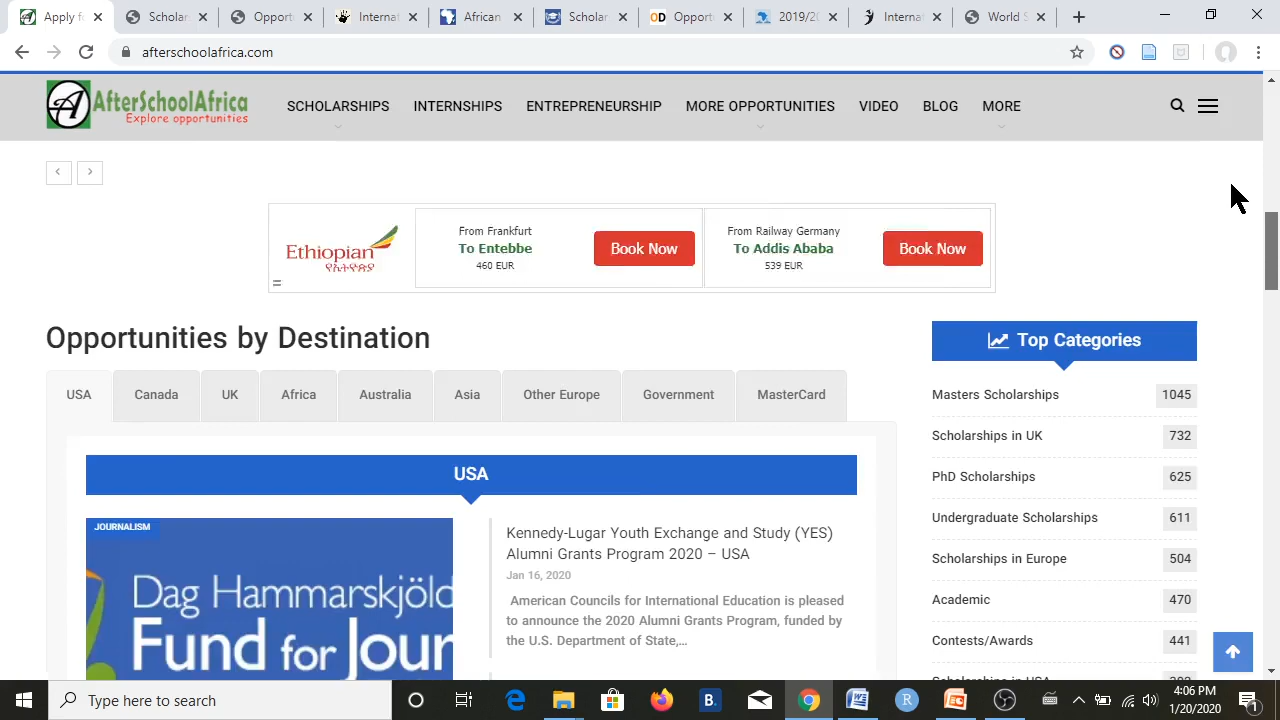 Apply f
Scholar
Opport
Internat
African
Scholar
Opport
2019/20
Internat
World S
afterschoolafrica.com
AfterSchoolAfrica
Explore opportunities
SCHOLARSHIPS
INTERNSHIPS
ENTREPRENEURSHIP
MORE OPPORTUNITIES
VIDEO
BLOG
MORE
Ethiopian
የኢትዮጵያ
From Frankfurt
To Entebbe
460 EUR
Book Now
From Railway Germany
To Addis Ababa
539 EUR
Book Now
Opportunities by Destination
USA
Canada
UK
Africa
Australia
Asia
Other Europe
Government
MasterCard
USA
JOURNALISM
Dag Hammarskjöld
Fund for Jour
Kennedy-Lugar Youth Exchange and Study (YES)
Alumni Grants Program 2020 – USA
Jan 16, 2020
American Councils for International Education is pleased
to announce the 2020 Alumni Grants Program, funded by
the U.S. Department of State,...
Top Categories
Masters Scholarships 1045
Scholarships in UK 732
PhD Scholarships 625
Undergraduate Scholarships 611
Scholarships in Europe 504
Academic 470
Contests/Awards 441
Type here to search
4:06 PM
1/20/2020